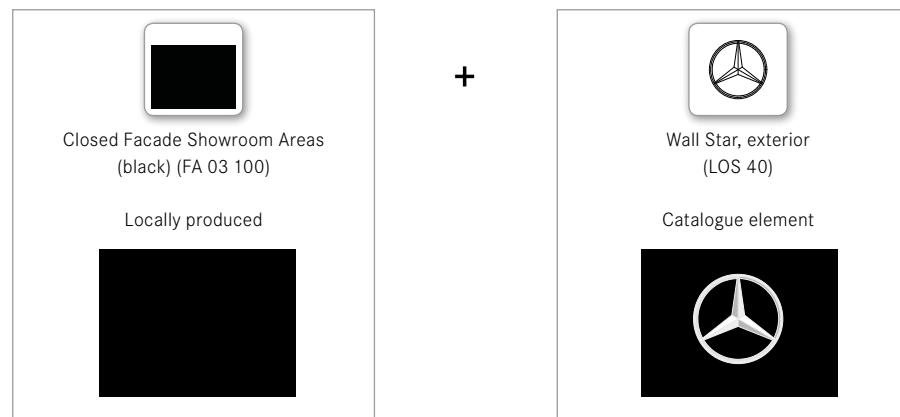 Closed Facade Showroom Areas
(black) (FA 03 100)
Locally produced
+
Wall Star, exterior
(LOS 40)
Catalogue element